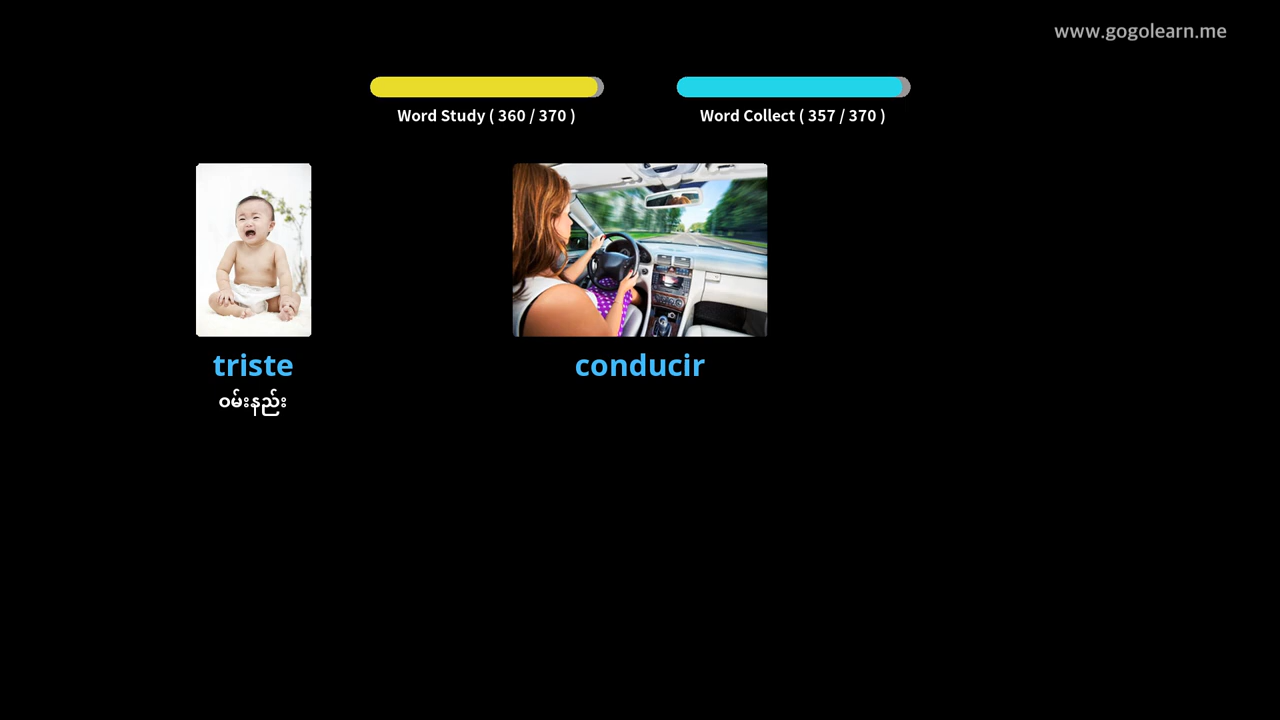 www.gogolearn.me
Word Study ( 360 / 370 )
Word Collect ( 357 / 370 )
triste
conducir
ဝမ်းနည်း